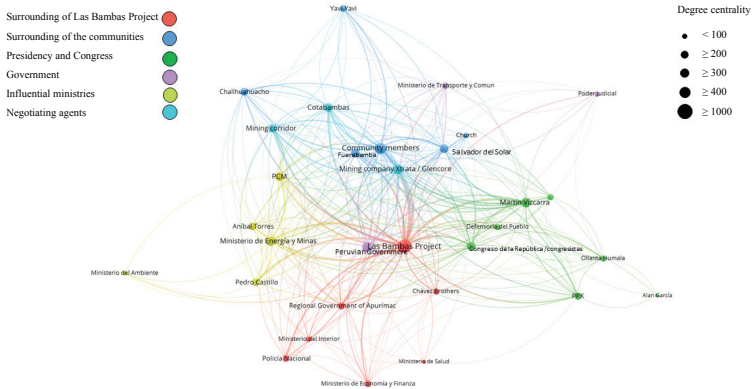 Surrounding of Las Bambas Project
Surrounding of the communities
Presidency and Congress
Government
Influential ministries
Negotiating agents
Degree centrality
< 100
≥ 200
≥ 300
≥ 400
≥ 1000
Yavi Yavi
Ministerio de Transporte y Comun
Challhuahuacho
Poder Judicial
Cotabambas
Mining corridor
Church
Community members
Fuerabamba
Salvador del Solar
Mining company Xtrata / Glencore
PCM
Martin Vizcarra
Anibal Torres
Defensoria del Pueblo
Ministerio de Energía y Minas
Las Bambas Project
Peruvian Government
Congreso de la República /congresistas
Ollanta Humala
Ministerio del Ambiente
Pedro Castillo
Chávez Brothers
PPK
Alan García
Regional Government of Apurímac
Ministerio del Interior
Policía Nacional
Ministerio de Salud
Ministerio de Economía y Finanza